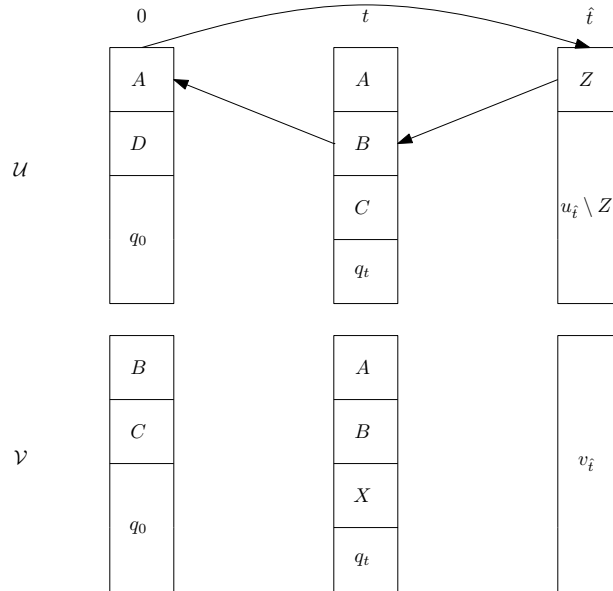 0 t t̂
A A Z
D B
𝒰 C u_t̂ \ Z
q₀ q_t
B A
C B
𝒱 X v_t̂
q₀ q_t